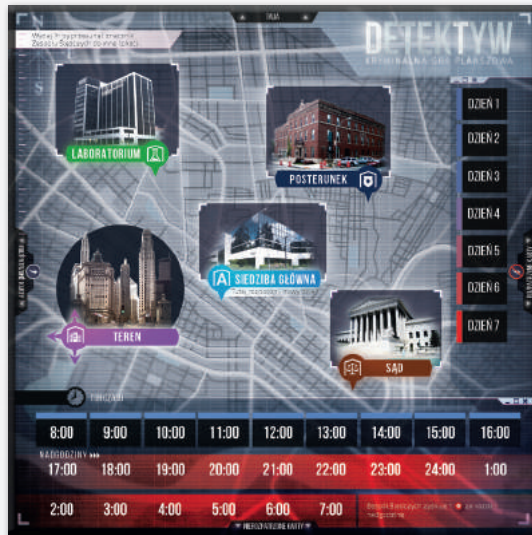 TALIA
N
DETEKTYW
KRYMINALNA GRA PLANSZOWA
S
LABORATORIUM
POSTERUNEK
A SIEDZIBA GŁÓWNA
TEREN
SĄD
DZIEŃ 1
DZIEŃ 2
DZIEŃ 3
DZIEŃ 4
DZIEŃ 5
DZIEŃ 6
DZIEŃ 7
8:00 9:00 10:00 11:00 12:00 13:00 14:00 15:00 16:00
NADGODZINY
17:00 18:00 19:00 20:00 21:00 22:00 23:00 24:00 1:00
2:00 3:00 4:00 5:00 6:00 7:00
NIEROZPATRZONE KARTY